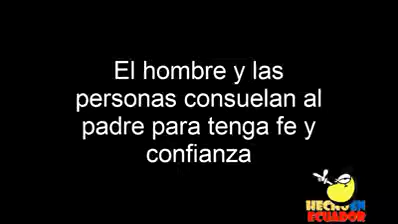 El hombre y las
personas consuelan al
padre para tenga fe y
confianza
HECHO EN
ECUADOR